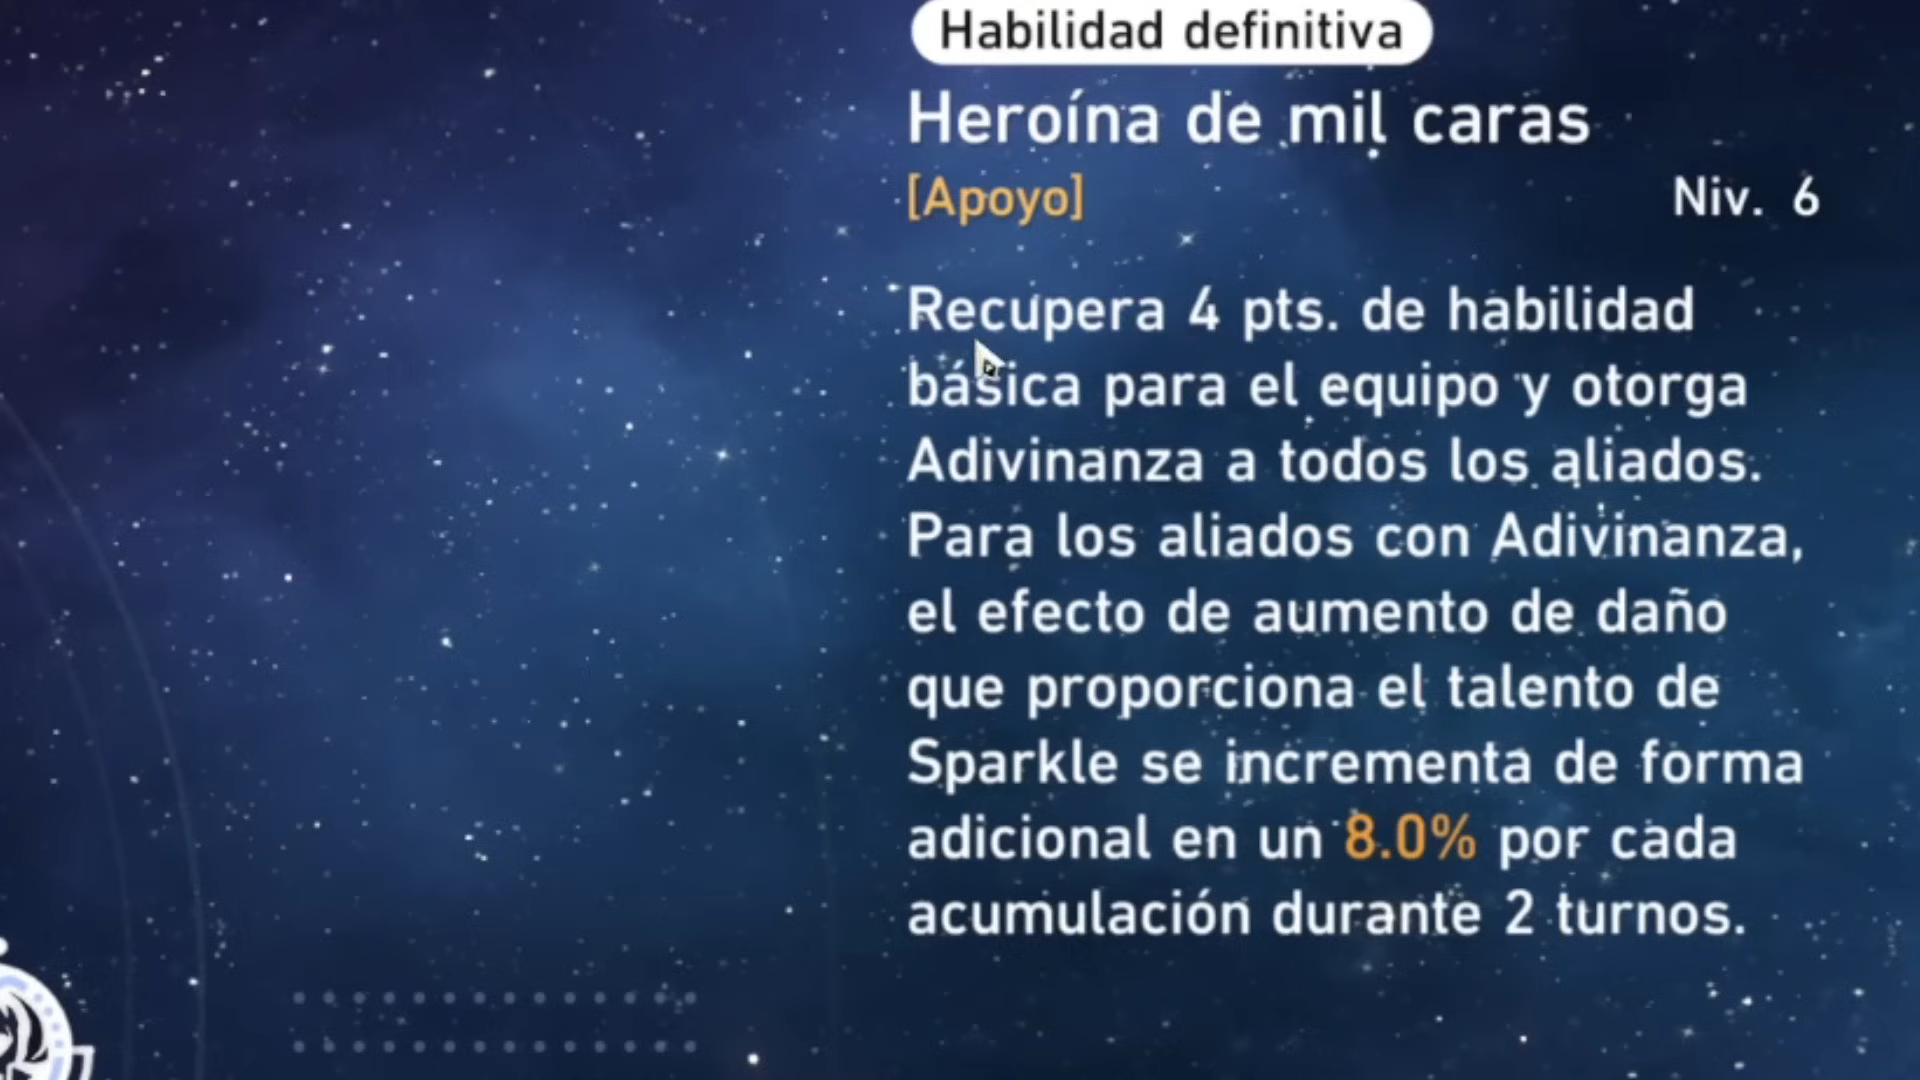 Habilidad definitiva
Heroína de mil caras
[Apoyo]
Niv. 6
Recupera 4 pts. de habilidad
básica para el equipo y otorga
Adivinanza a todos los aliados.
Para los aliados con Adivinanza,
el efecto de aumento de daño
que proporciona el talento de
Sparkle se incrementa de forma
adicional en un 8.0% por cada
acumulación durante 2 turnos.